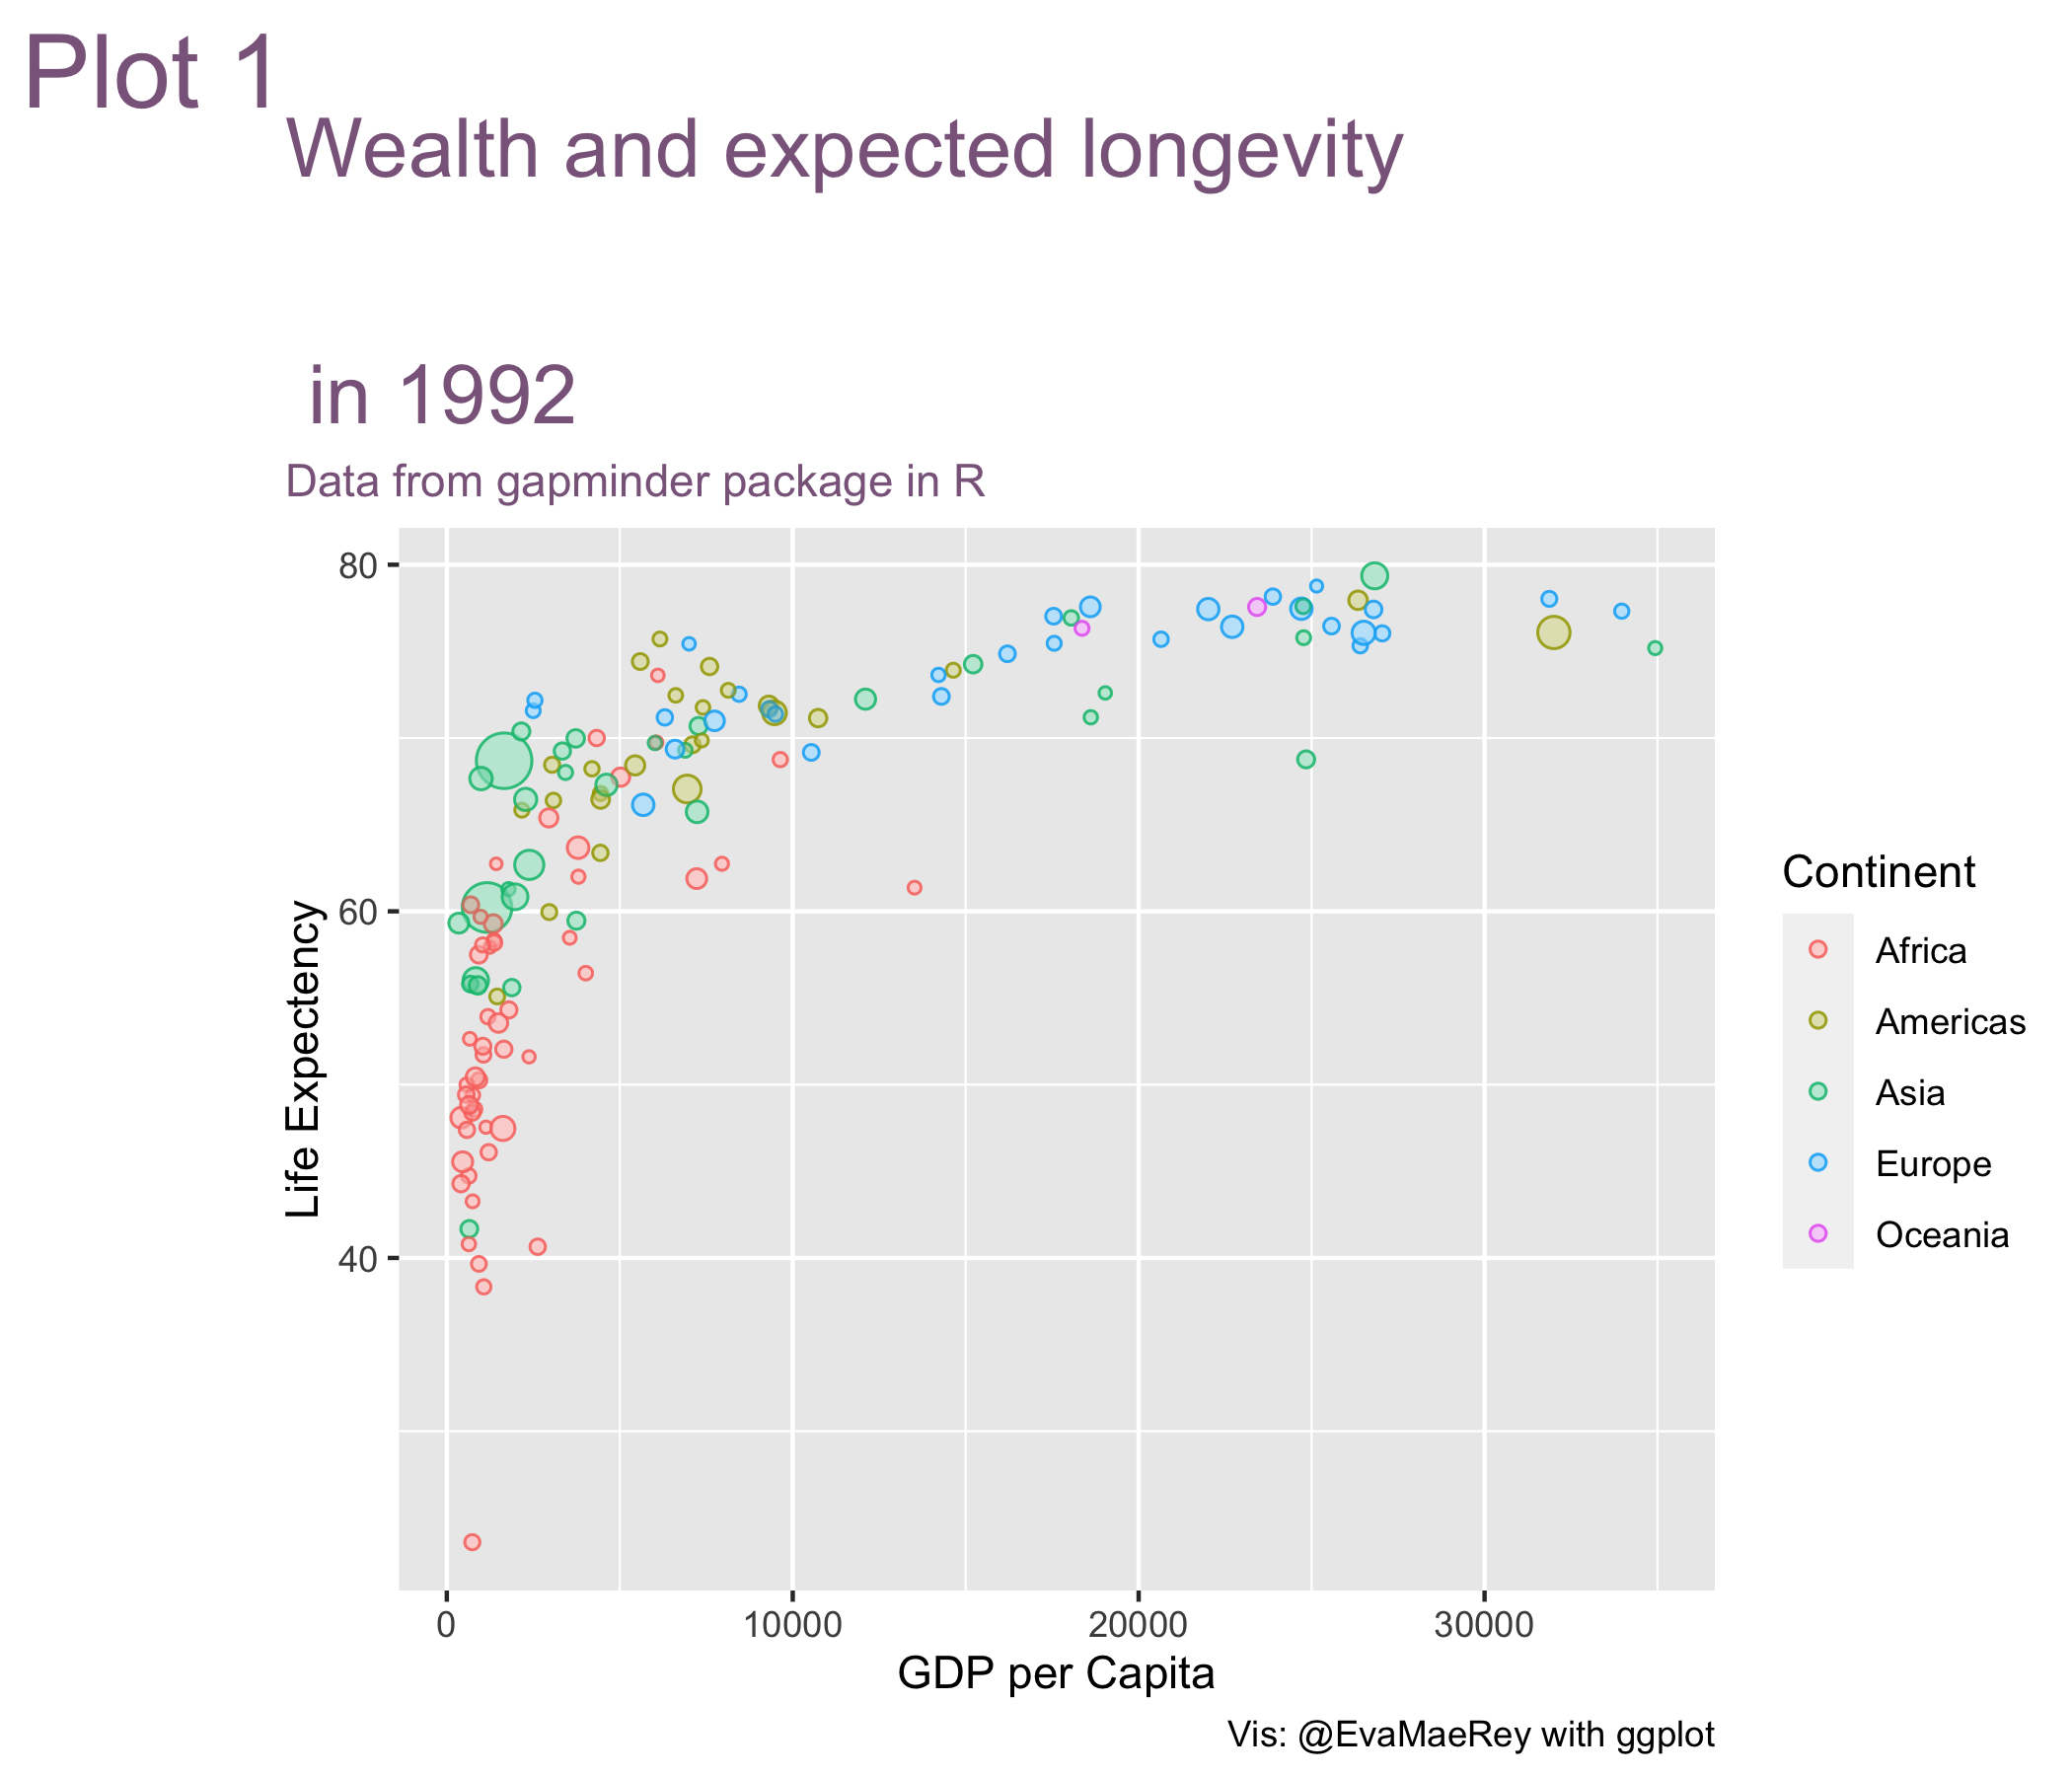 Plot 1
Wealth and expected longevity
in 1992
Data from gapminder package in R
80
60
40
Life Expectency
0 10000 20000 30000
GDP per Capita
Continent
Africa
Americas
Asia
Europe
Oceania
Vis: @EvaMaeRey with ggplot